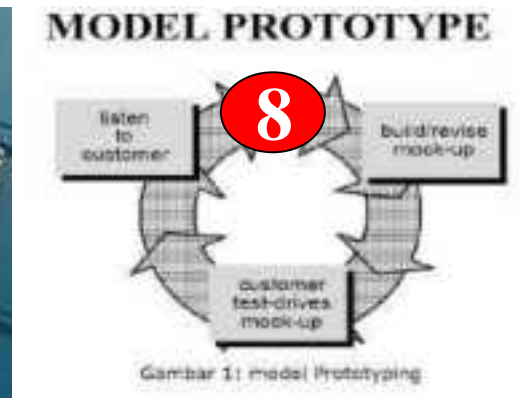 MODEL PROTOTYPE
8
listen
to
customer
build/revise
mock-up
customer
test-drives
mock-up
Gambar 1: model Prototyping